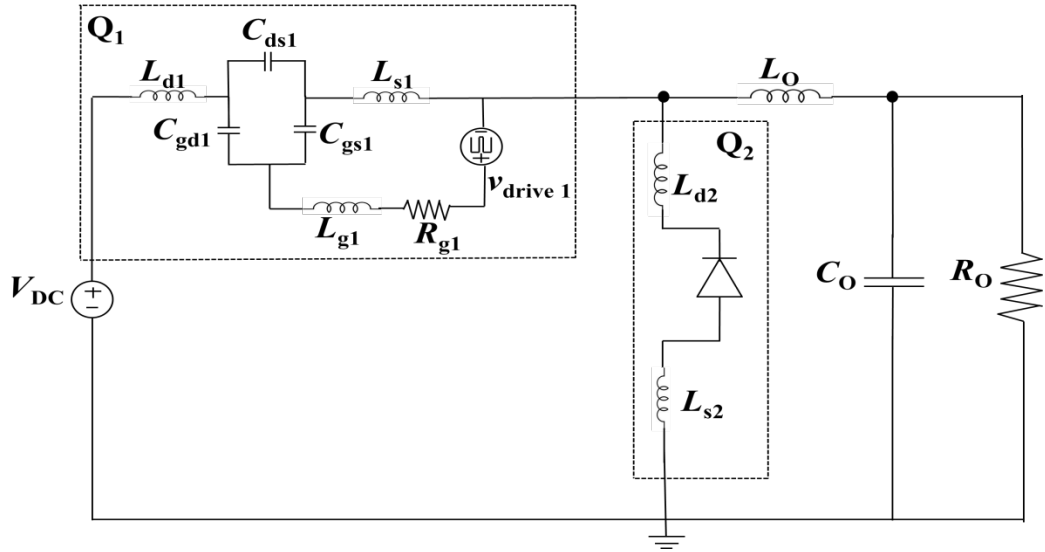 Q1
Cds1
Ld1
Ls1
LO
Cgd1
Cgs1
vdrive 1
Q2
Ld2
Lg1
Rg1
VDC
CO
RO
Ls2